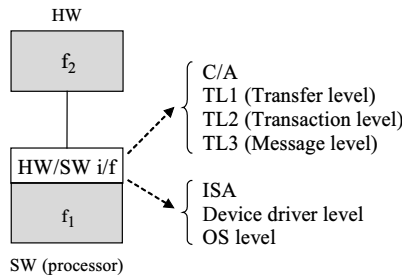 HW
f2
HW/SW i/f
f1
SW (processor)
C/A
TL1 (Transfer level)
TL2 (Transaction level)
TL3 (Message level)
ISA
Device driver level
OS level